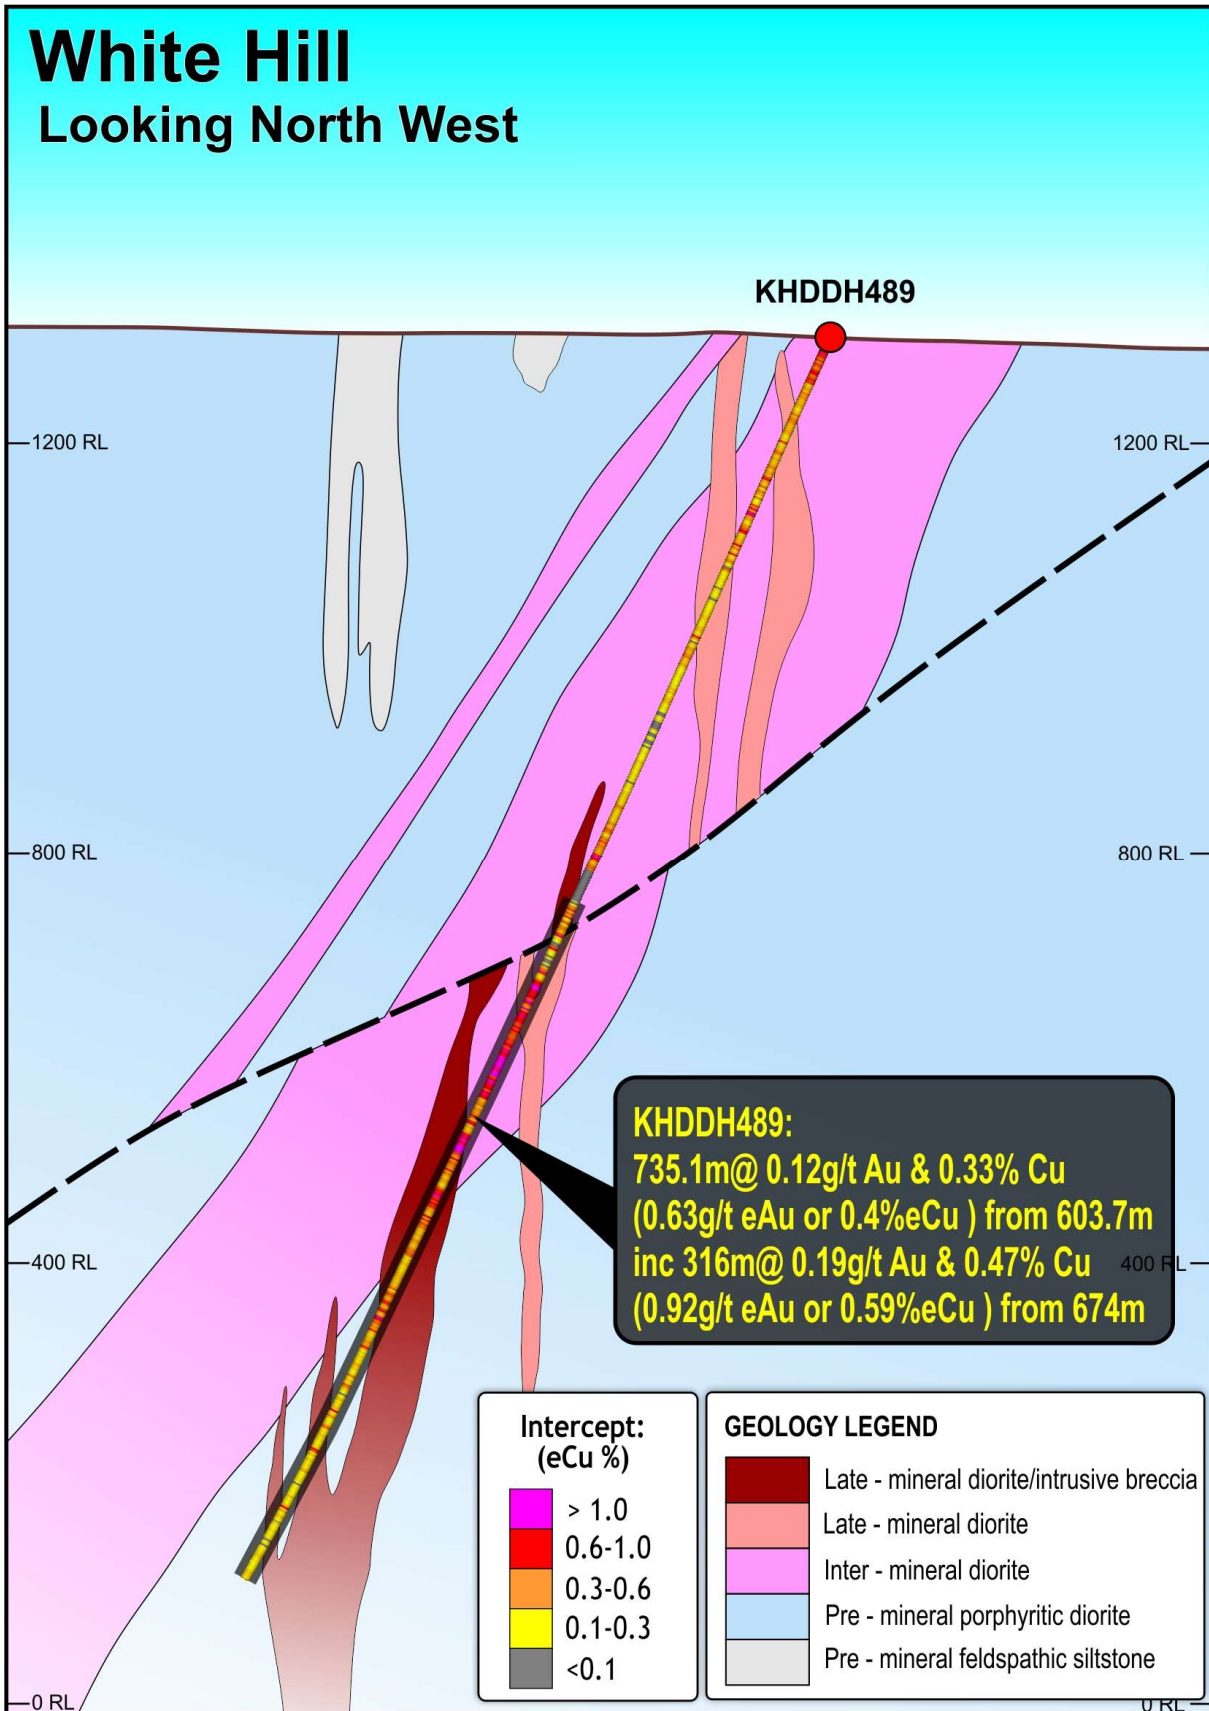 White Hill
Looking North West
KHDDH489
1200 RL
1200 RL
800 RL
800 RL
KHDDH489:
735.1m@ 0.12g/t Au & 0.33% Cu
(0.63g/t eAu or 0.4%eCu ) from 603.7m
inc 316m@ 0.19g/t Au & 0.47% Cu
(0.92g/t eAu or 0.59%eCu ) from 674m
400 RL
400 RL
Intercept:
(eCu %)
> 1.0
0.6-1.0
0.3-0.6
0.1-0.3
<0.1
GEOLOGY LEGEND
Late - mineral diorite/intrusive breccia
Late - mineral diorite
Inter - mineral diorite
Pre - mineral porphyritic diorite
Pre - mineral feldspathic siltstone
0 RL
0 RL